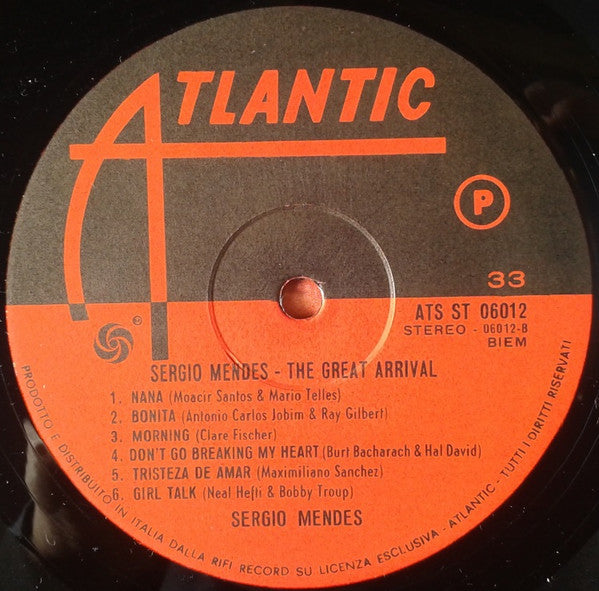 ATLANTIC
P
33
ATS ST 06012
STEREO - 06012-B
BIEM
SERGIO MENDES - THE GREAT ARRIVAL
1. NANA (Moacir Santos & Mario Telles)
2. BONITA (Antonio Carlos Jobim & Ray Gilbert)
3. MORNING (Clare Fischer)
4. DON'T GO BREAKING MY HEART (Burt Bacharach & Hal David)
5. TRISTEZA DE AMAR (Maximiliano Sanchez)
6. GIRL TALK (Neal Hefti & Bobby Troup)
SERGIO MENDES
PRODOTTO E DISTRIBUITO IN ITALIA DALLA RIFI RECORD SU LICENZA ESCLUSIVA - ATLANTIC - TUTTI I DIRITTI RISERVATI